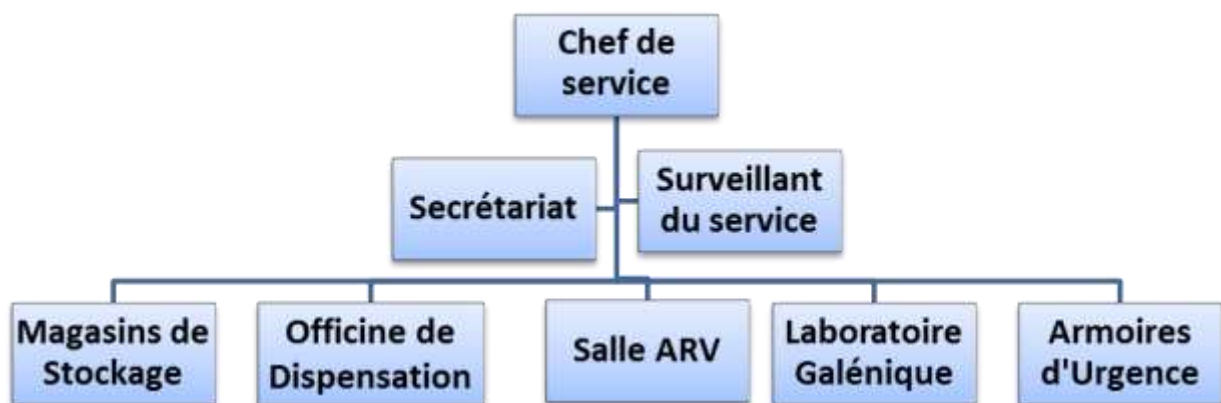 Chef de
service
Secrétariat
Surveillant
du service
Magasins de
Stockage
Officine de
Dispensation
Salle ARV
Laboratoire
Galénique
Armoires
d'Urgence